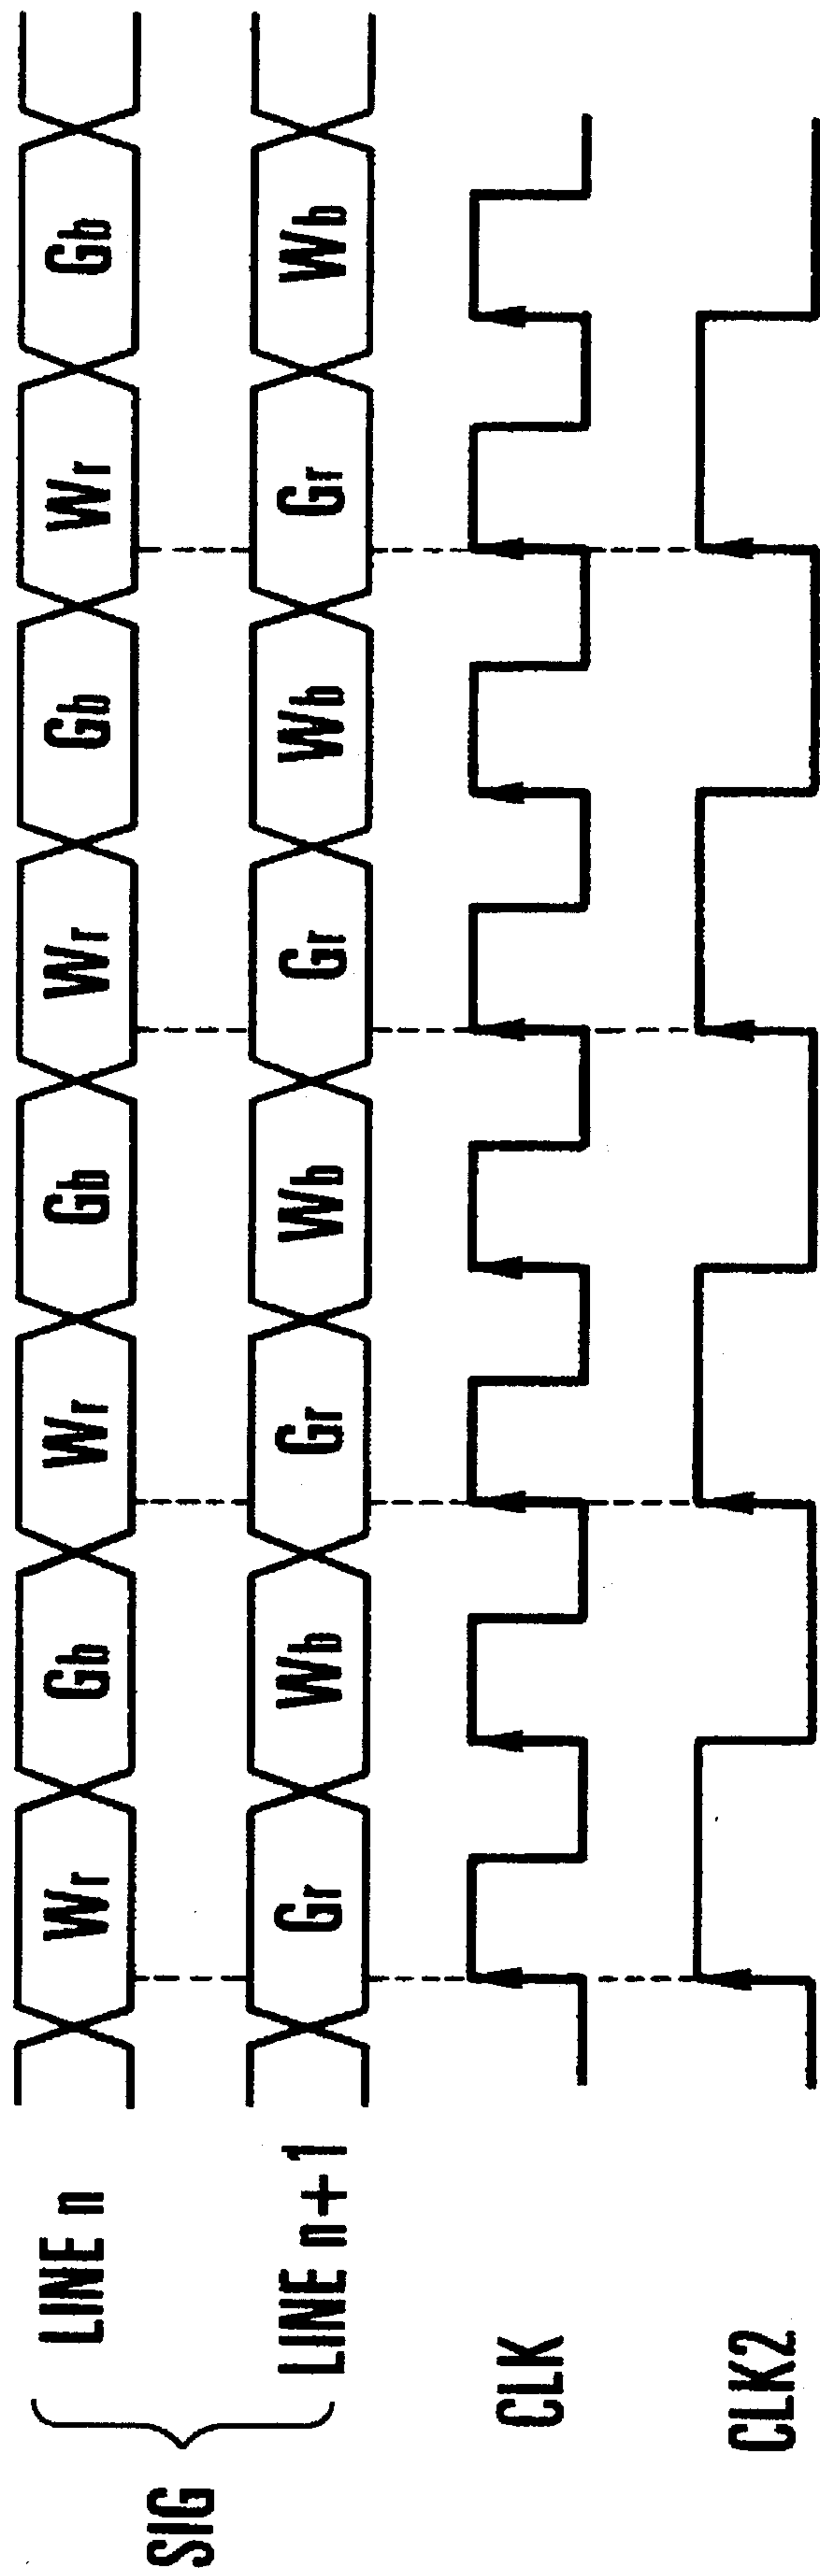 SIG
LINE n
Wr Gb Wr Gb Wr Gb Wr Gb
LINE n+1
Gr Wb Gr Wb Gr Wb Gr Wb
CLK
CLK2